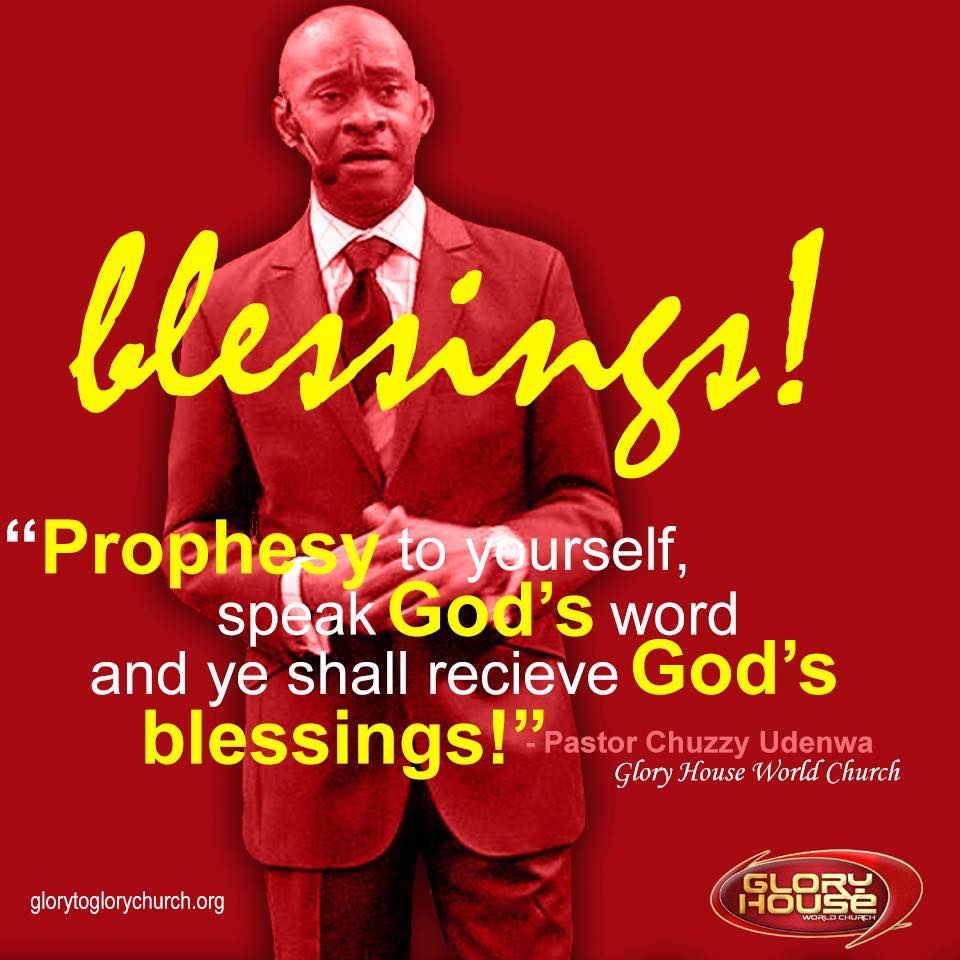 blessings!
“Prophesy to yourself,
speak God’s word
and ye shall recieve God’s
blessings!”
- Pastor Chuzzy Udenwa
Glory House World Church
glorytoglorychurch.org
GLORY
HOUSE
WORLD CHURCH